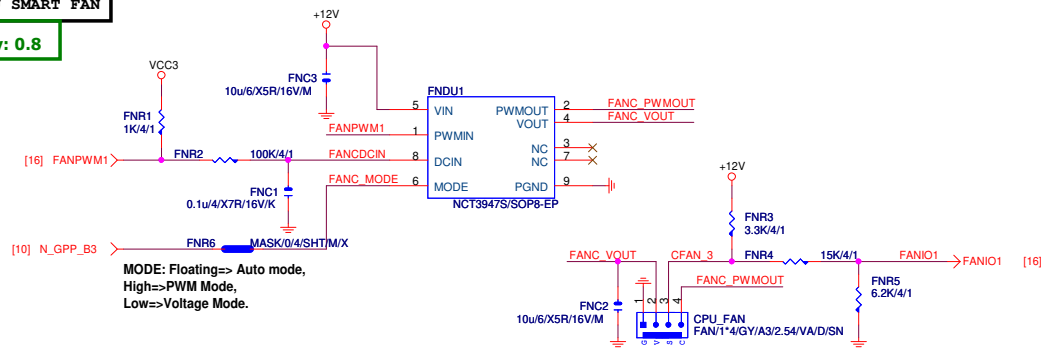 SMART FAN
y: 0.8
+12V
VCC3
FNC3
10u/6/X5R/16V/M
FNDU1
FNR1
1K/4/1
5 VIN
PWMOUT 2 FANC_PWMOUT
VOUT 4 FANC_VOUT
FANPWM1 1 PWMIN
NC 3
[16] FANPWM1
FNR2 100K/4/1
FANCDCIN 8 DCIN
NC 7
FANC_MODE 6 MODE
PGND 9
FNC1
0.1u/4/X7R/16V/K
NCT3947S/SOP8-EP
[10] N_GPP_B3
FNR6 MASK/0/4/SHT/M/X
MODE: Floating=> Auto mode,
High=>PWM Mode,
Low=>Voltage Mode.
+12V
FNR3
3.3K/4/1
FANC_VOUT
CFAN_3
FNR4 15K/4/1
FANIO1
FANIO1 [16]
FANC_PWMOUT
FNR5
6.2K/4/1
FNC2
10u/6/X5R/16V/M
1 2 3 4
G V S C
CPU_FAN
FAN/1*4/GY/A3/2.54/VA/D/SN